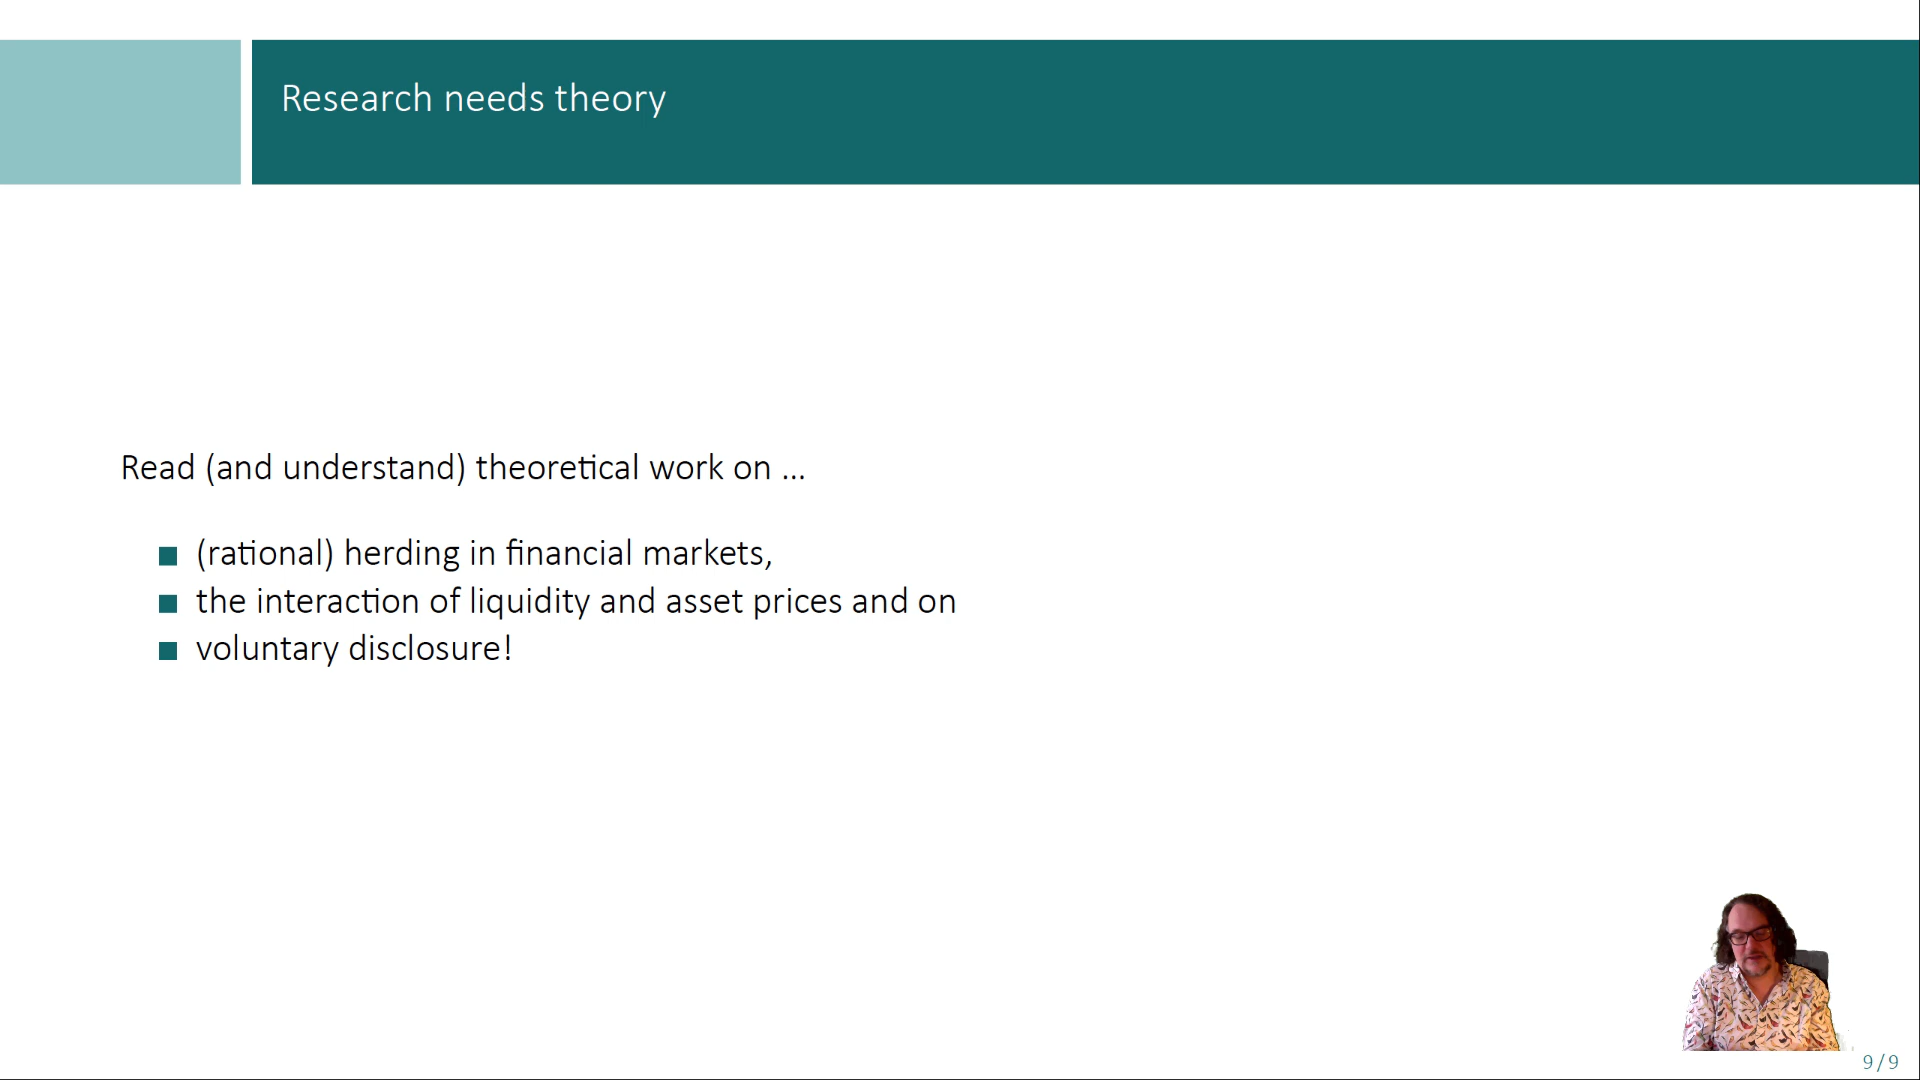 Research needs theory
Read (and understand) theoretical work on ...
(rational) herding in financial markets,
the interaction of liquidity and asset prices and on
voluntary disclosure!
9/9